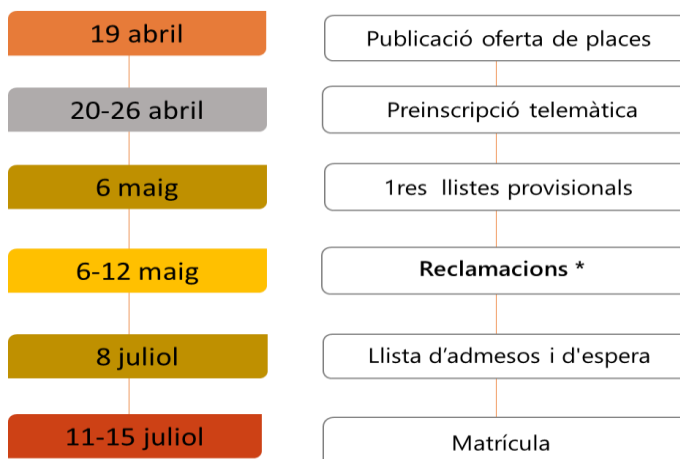 19 abril
Publicació oferta de places
20-26 abril
Preinscripció telemàtica
6 maig
1res llistes provisionals
6-12 maig
Reclamacions *
8 juliol
Llista d’admesos i d'espera
11-15 juliol
Matrícula